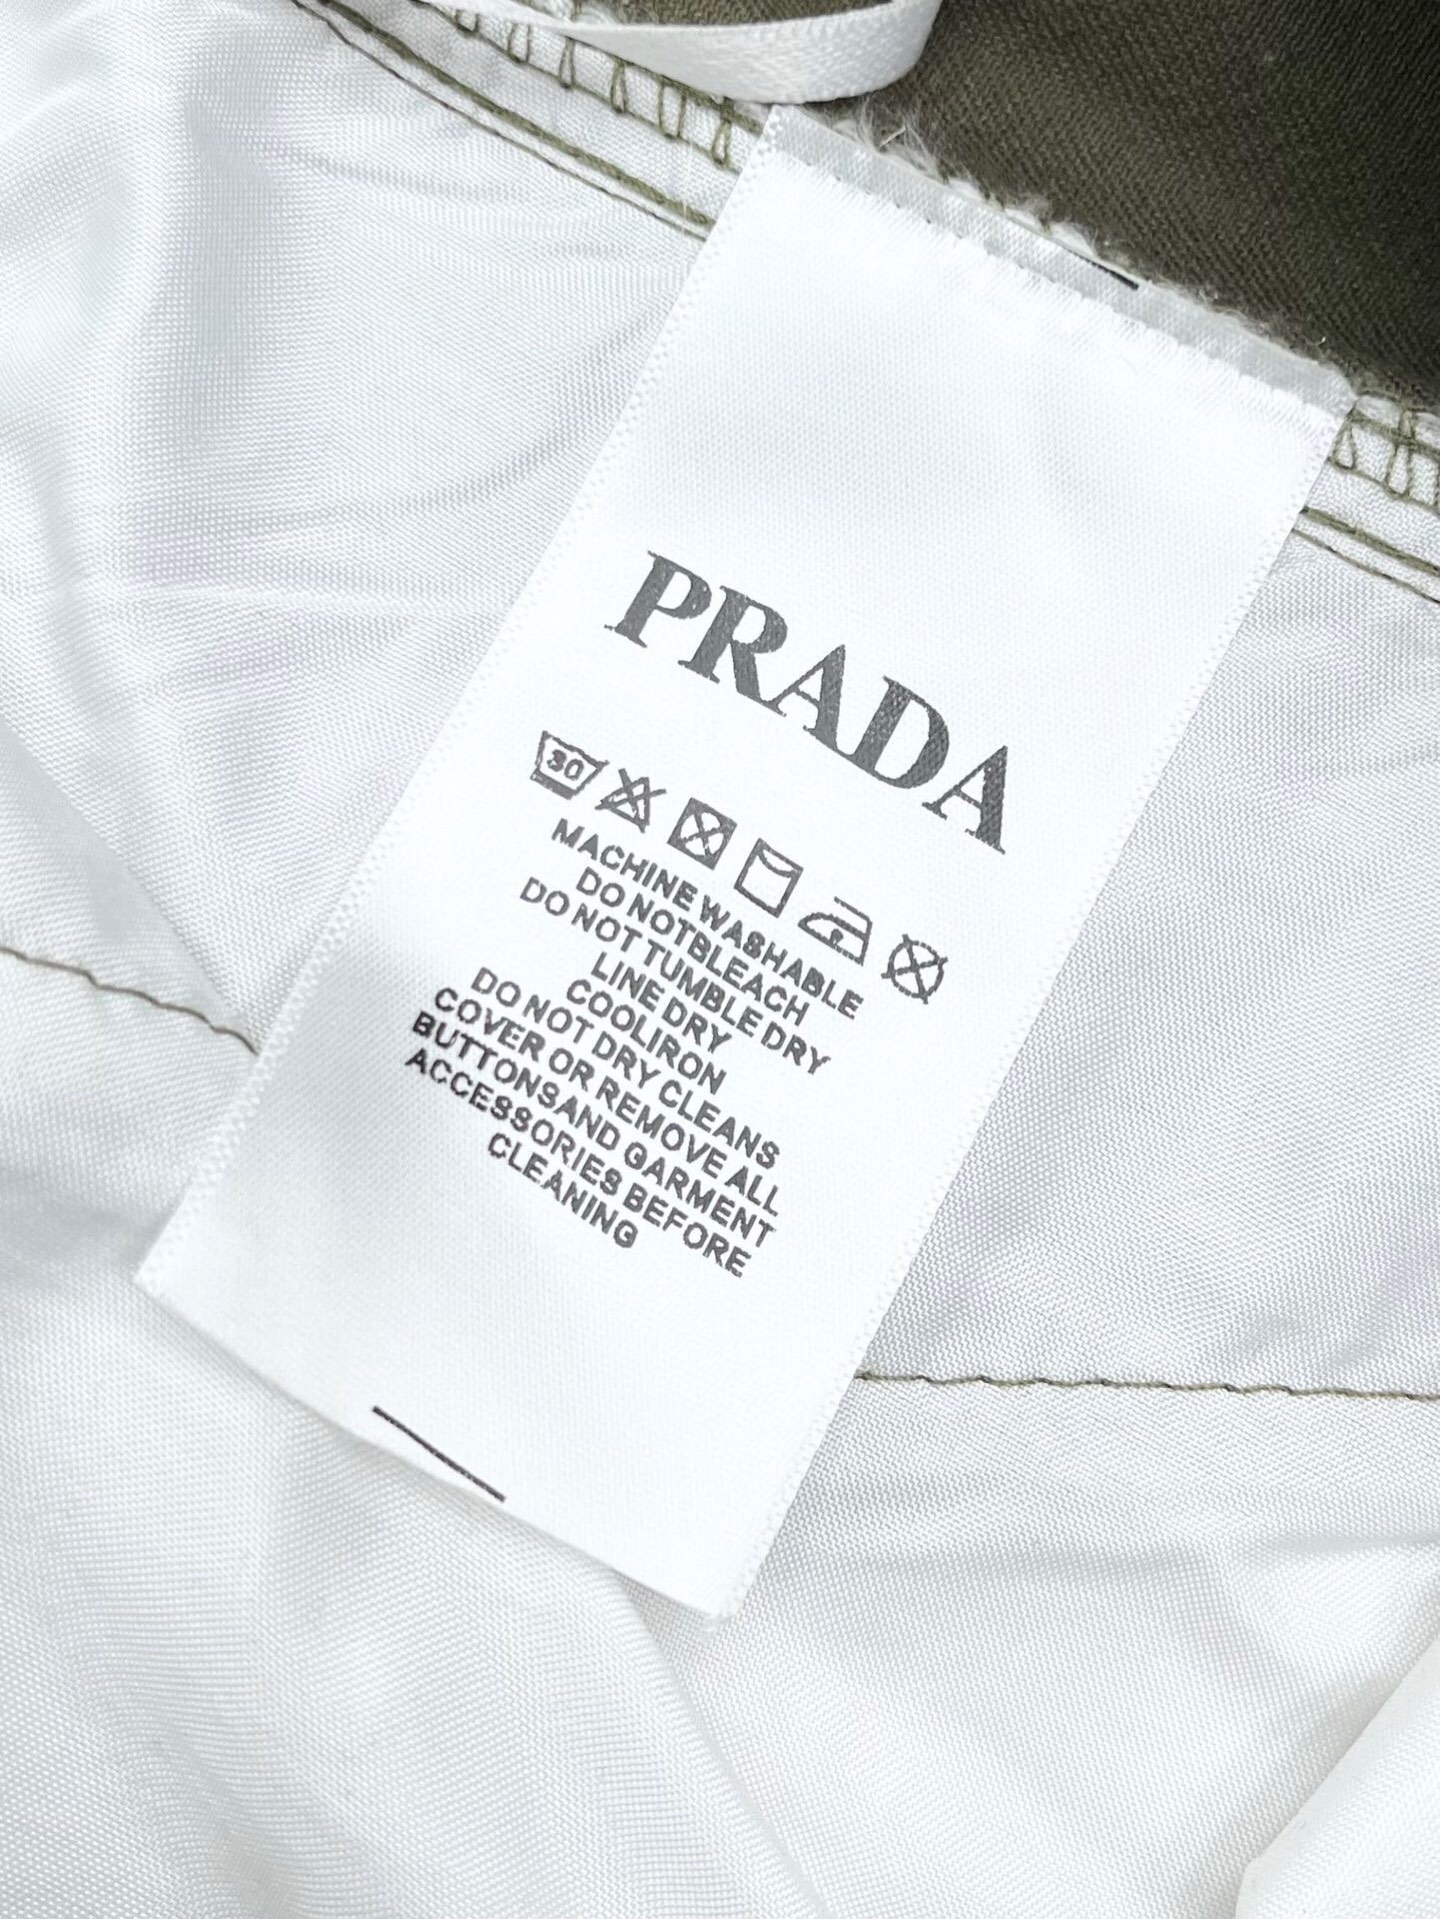 PRADA
30
MACHINE WASHABLE
DO NOTBLEACH
DO NOT TUMBLE DRY
LINE DRY
COOLIRON
DO NOT DRY CLEANS
COVER OR REMOVE ALL
BUTTONSAND GARMENT
ACCESSORIES BEFORE
CLEANING